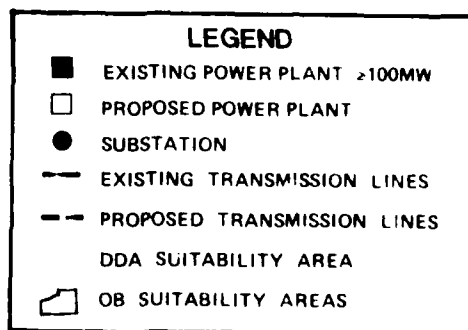 LEGEND
EXISTING POWER PLANT ≥100MW
PROPOSED POWER PLANT
SUBSTATION
EXISTING TRANSMISSION LINES
PROPOSED TRANSMISSION LINES
DDA SUITABILITY AREA
OB SUITABILITY AREAS